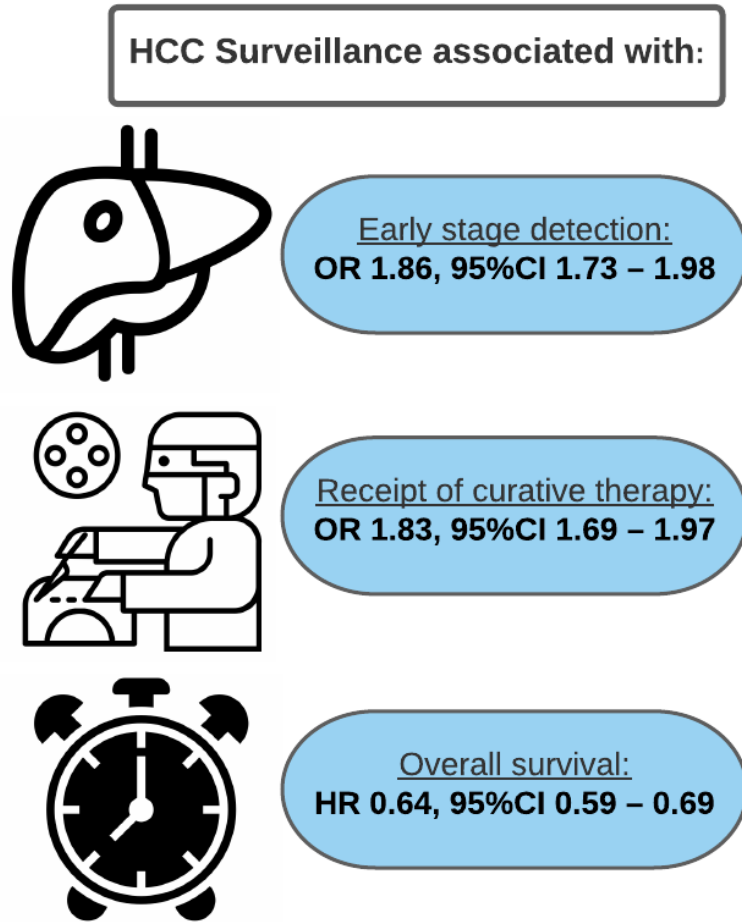 HCC Surveillance associated with:
Early stage detection:
OR 1.86, 95%CI 1.73 – 1.98
Receipt of curative therapy:
OR 1.83, 95%CI 1.69 – 1.97
Overall survival:
HR 0.64, 95%CI 0.59 – 0.69